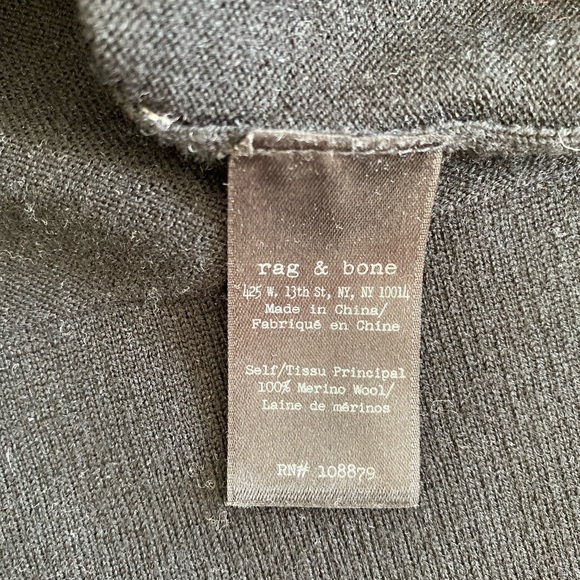 rag & bone
425 W. 13th St, NY, NY 10014
Made in China/
Fabriqué en Chine
Self/Tissu Principal
100% Merino Wool/
Laine de mérinos
RN# 108879